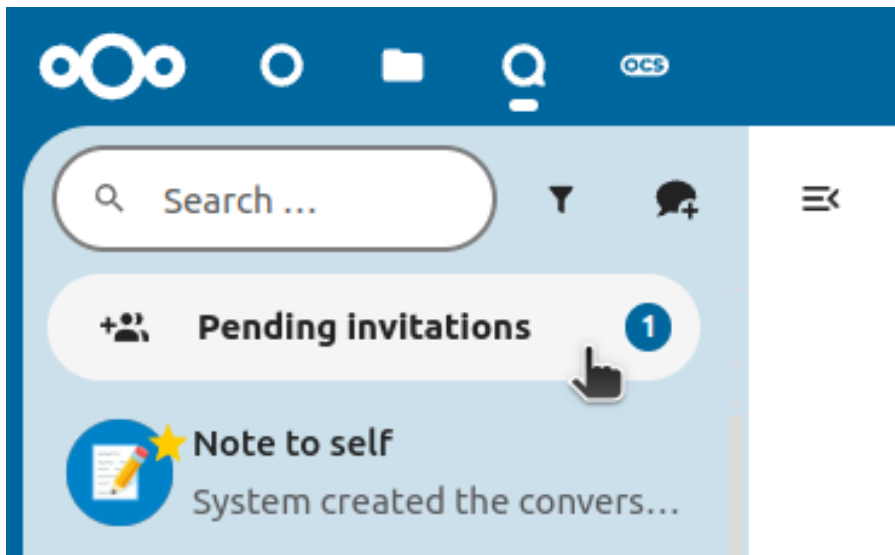 OCS
Search ...
Pending invitations 1
Note to self
System created the convers...